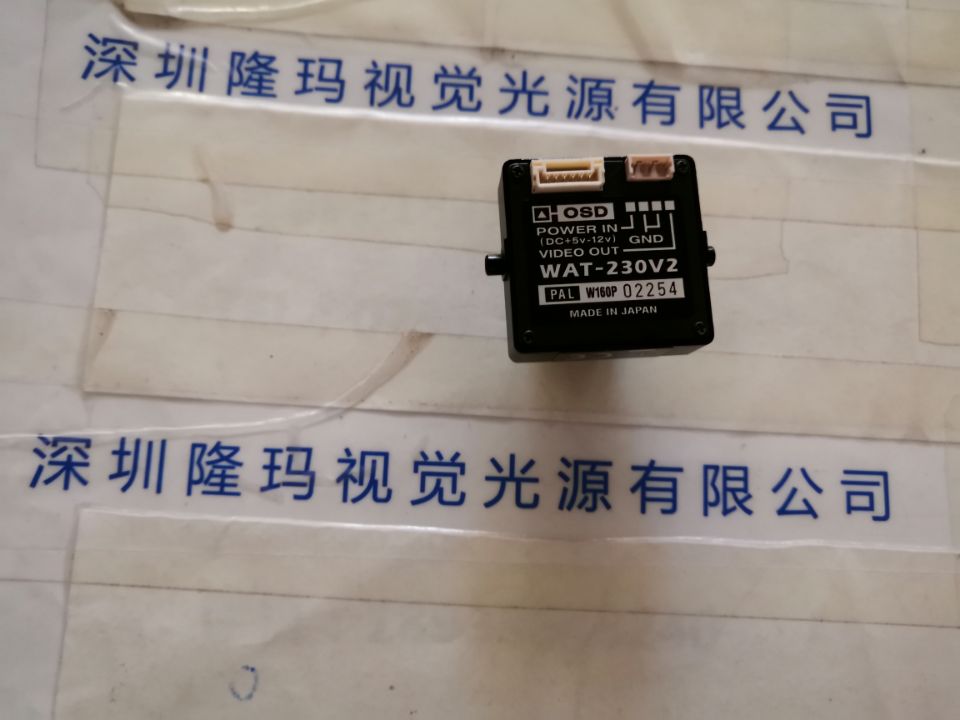 深圳隆玛视觉光源有限公司
OSD
POWER IN
(DC+5v-12v)
GND
VIDEO OUT
WAT-230V2
PAL W160P 02254
MADE IN JAPAN
深圳隆玛视觉光源有限公司